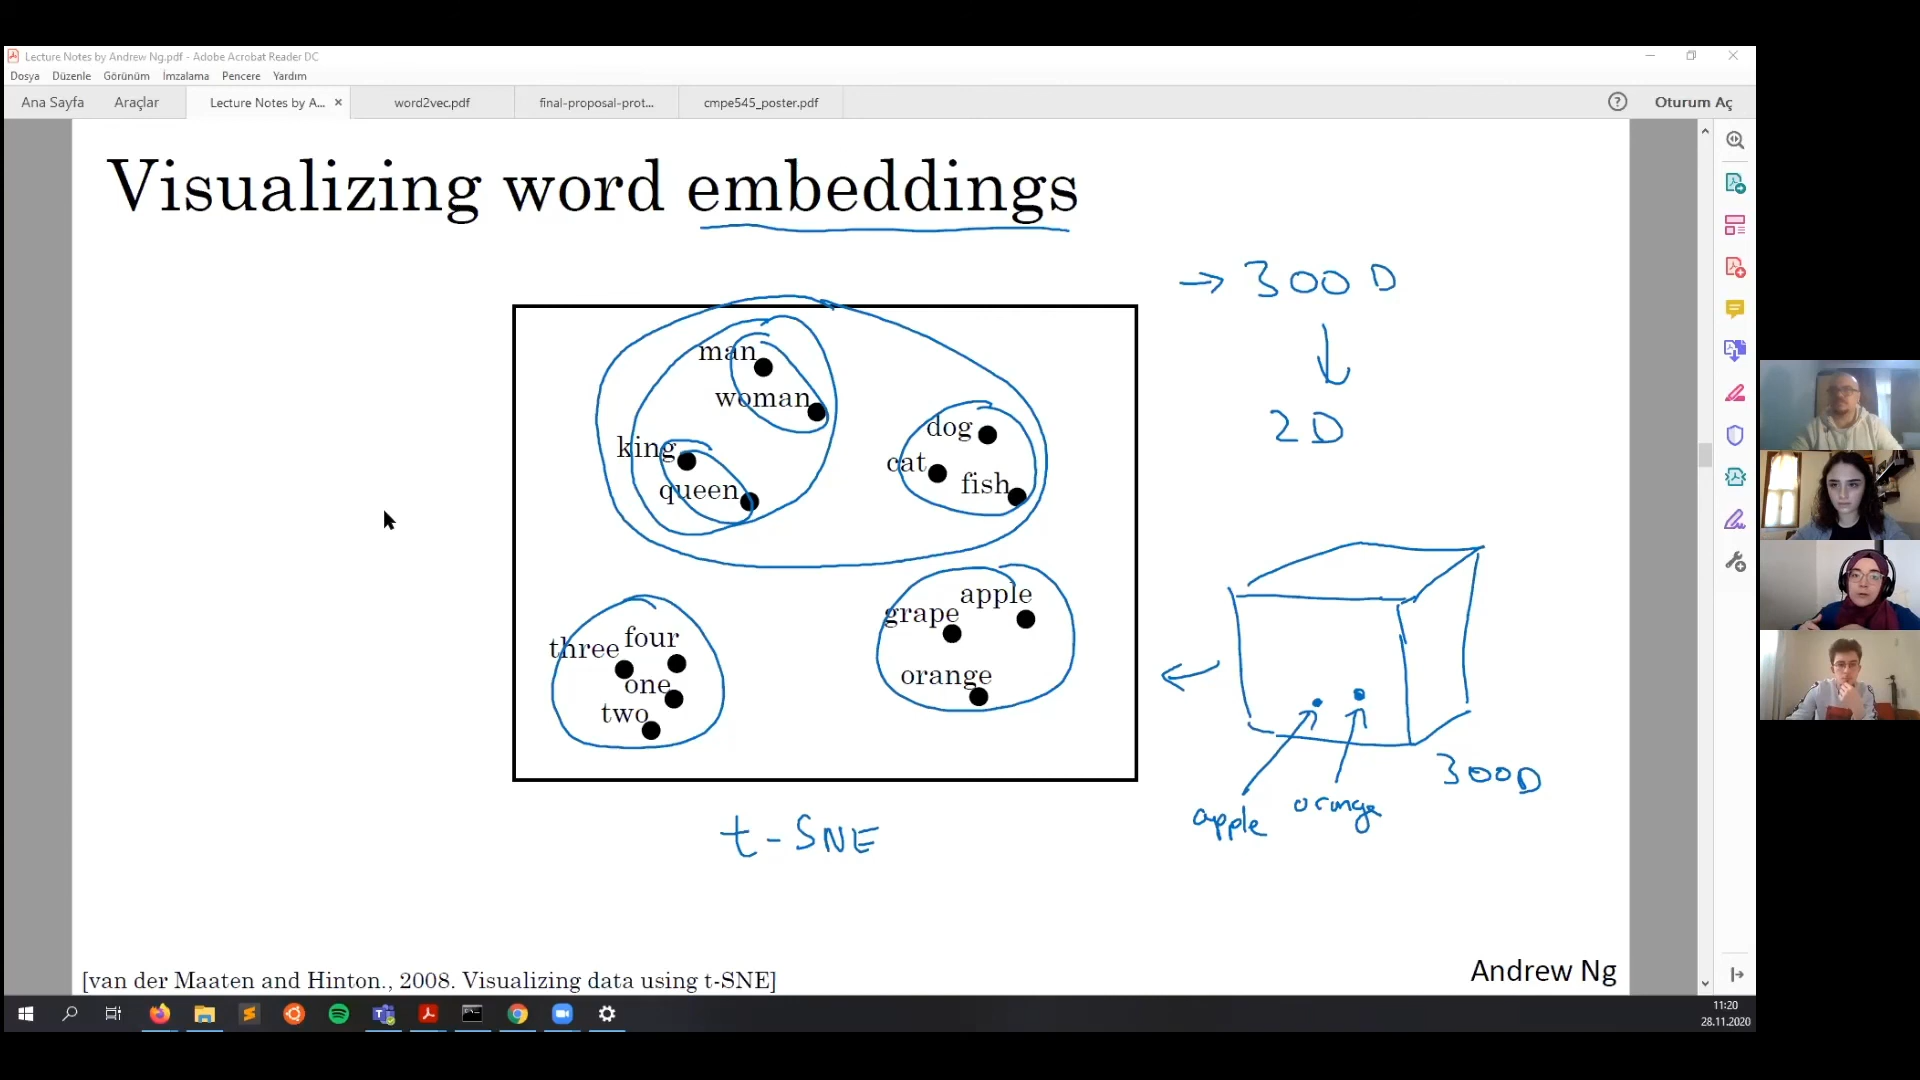 Lecture Notes by Andrew Ng.pdf - Adobe Acrobat Reader DC
Dosya Düzenle Görünüm İmzalama Pencere Yardım
Ana Sayfa Araçlar Lecture Notes by A... × word2vec.pdf final-proposal-prot... cmpe545_poster.pdf ? Oturum Aç
Visualizing word embeddings
→ 300D
2D
man
woman
king
queen
dog
cat
fish
three four
one
two
grape apple
orange
300D
apple orange
t-SNE
[van der Maaten and Hinton., 2008. Visualizing data using t-SNE]
Andrew Ng
11:20
28.11.2020